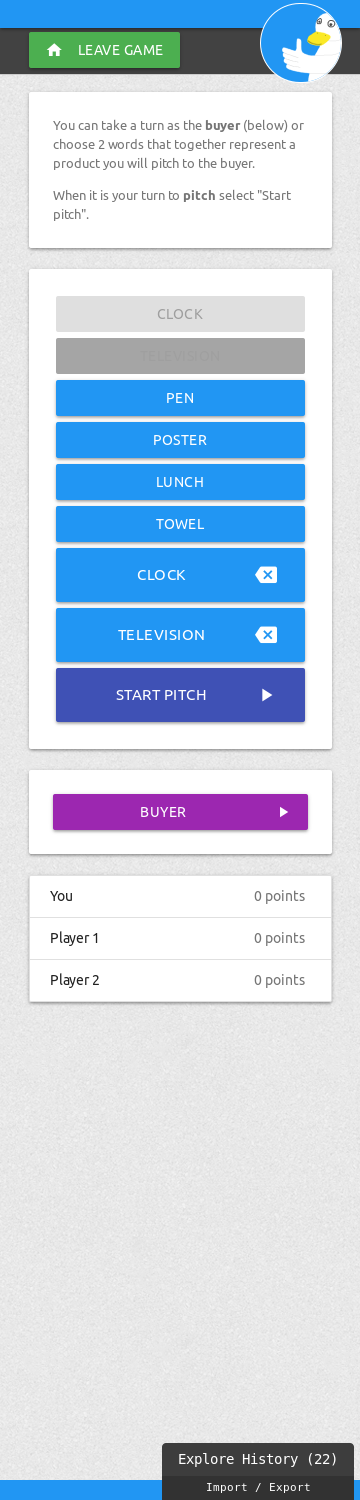 LEAVE GAME
You can take a turn as the buyer (below) or
choose 2 words that together represent a
product you will pitch to the buyer.
When it is your turn to pitch select "Start
pitch".
CLOCK
TELEVISION
PEN
POSTER
LUNCH
TOWEL
CLOCK
TELEVISION
START PITCH
BUYER
You 0 points
Player 1 0 points
Player 2 0 points
Explore History (22)
Import / Export